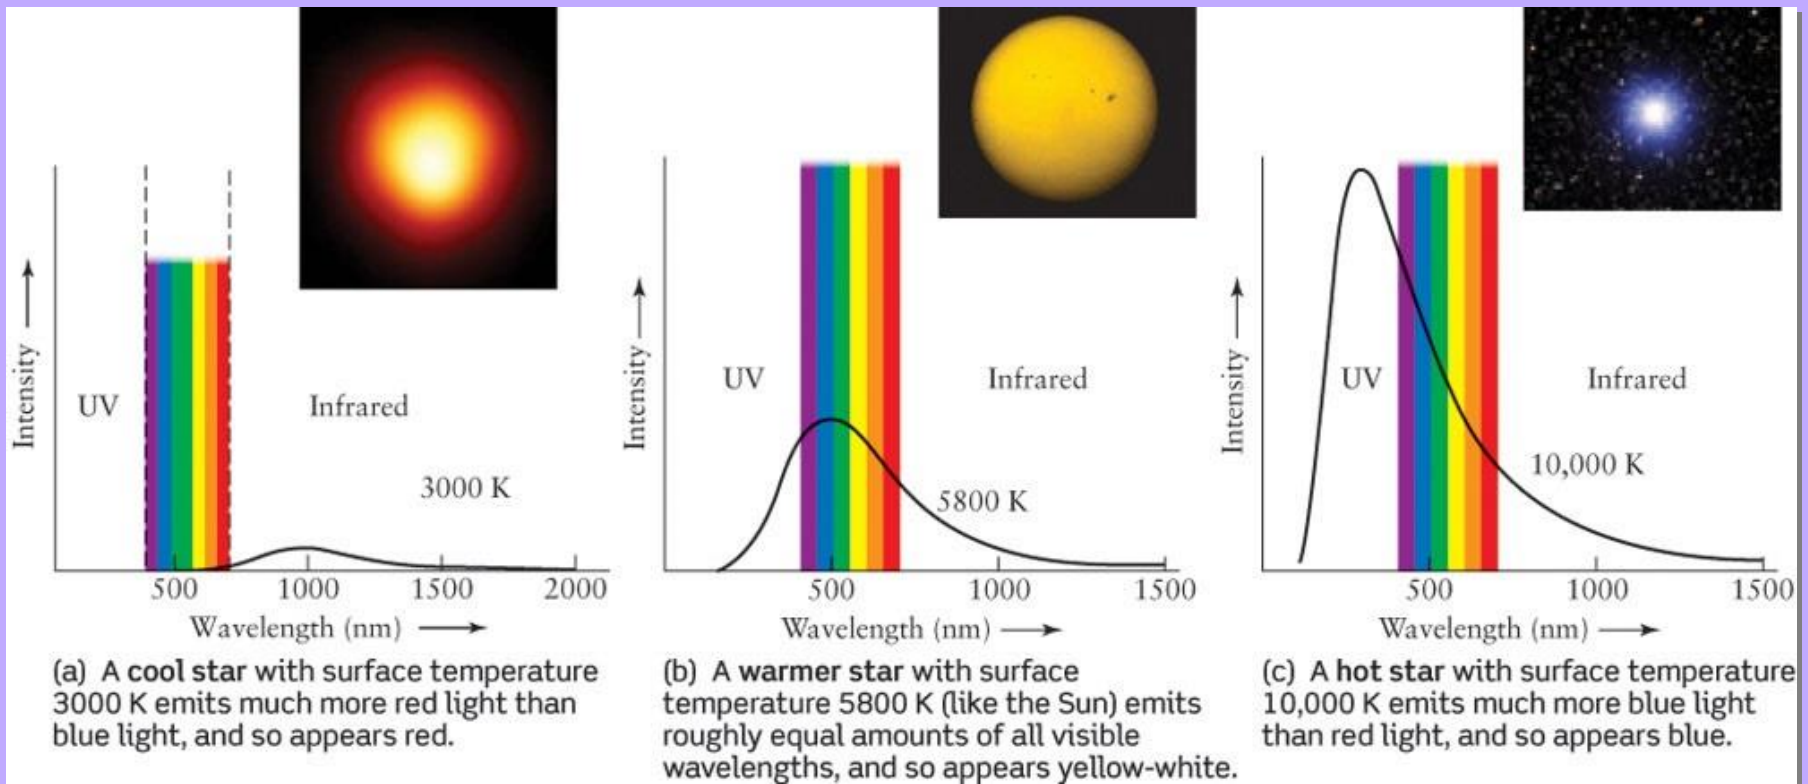 Intensity
UV
Infrared
3000 K
500 1000 1500 2000
Wavelength (nm)
(a) A cool star with surface temperature
3000 K emits much more red light than
blue light, and so appears red.
Intensity
UV
Infrared
5800 K
500 1000 1500
Wavelength (nm)
(b) A warmer star with surface
temperature 5800 K (like the Sun) emits
roughly equal amounts of all visible
wavelengths, and so appears yellow-white.
Intensity
UV
Infrared
10,000 K
500 1000 1500
Wavelength (nm)
(c) A hot star with surface temperature
10,000 K emits much more blue light
than red light, and so appears blue.